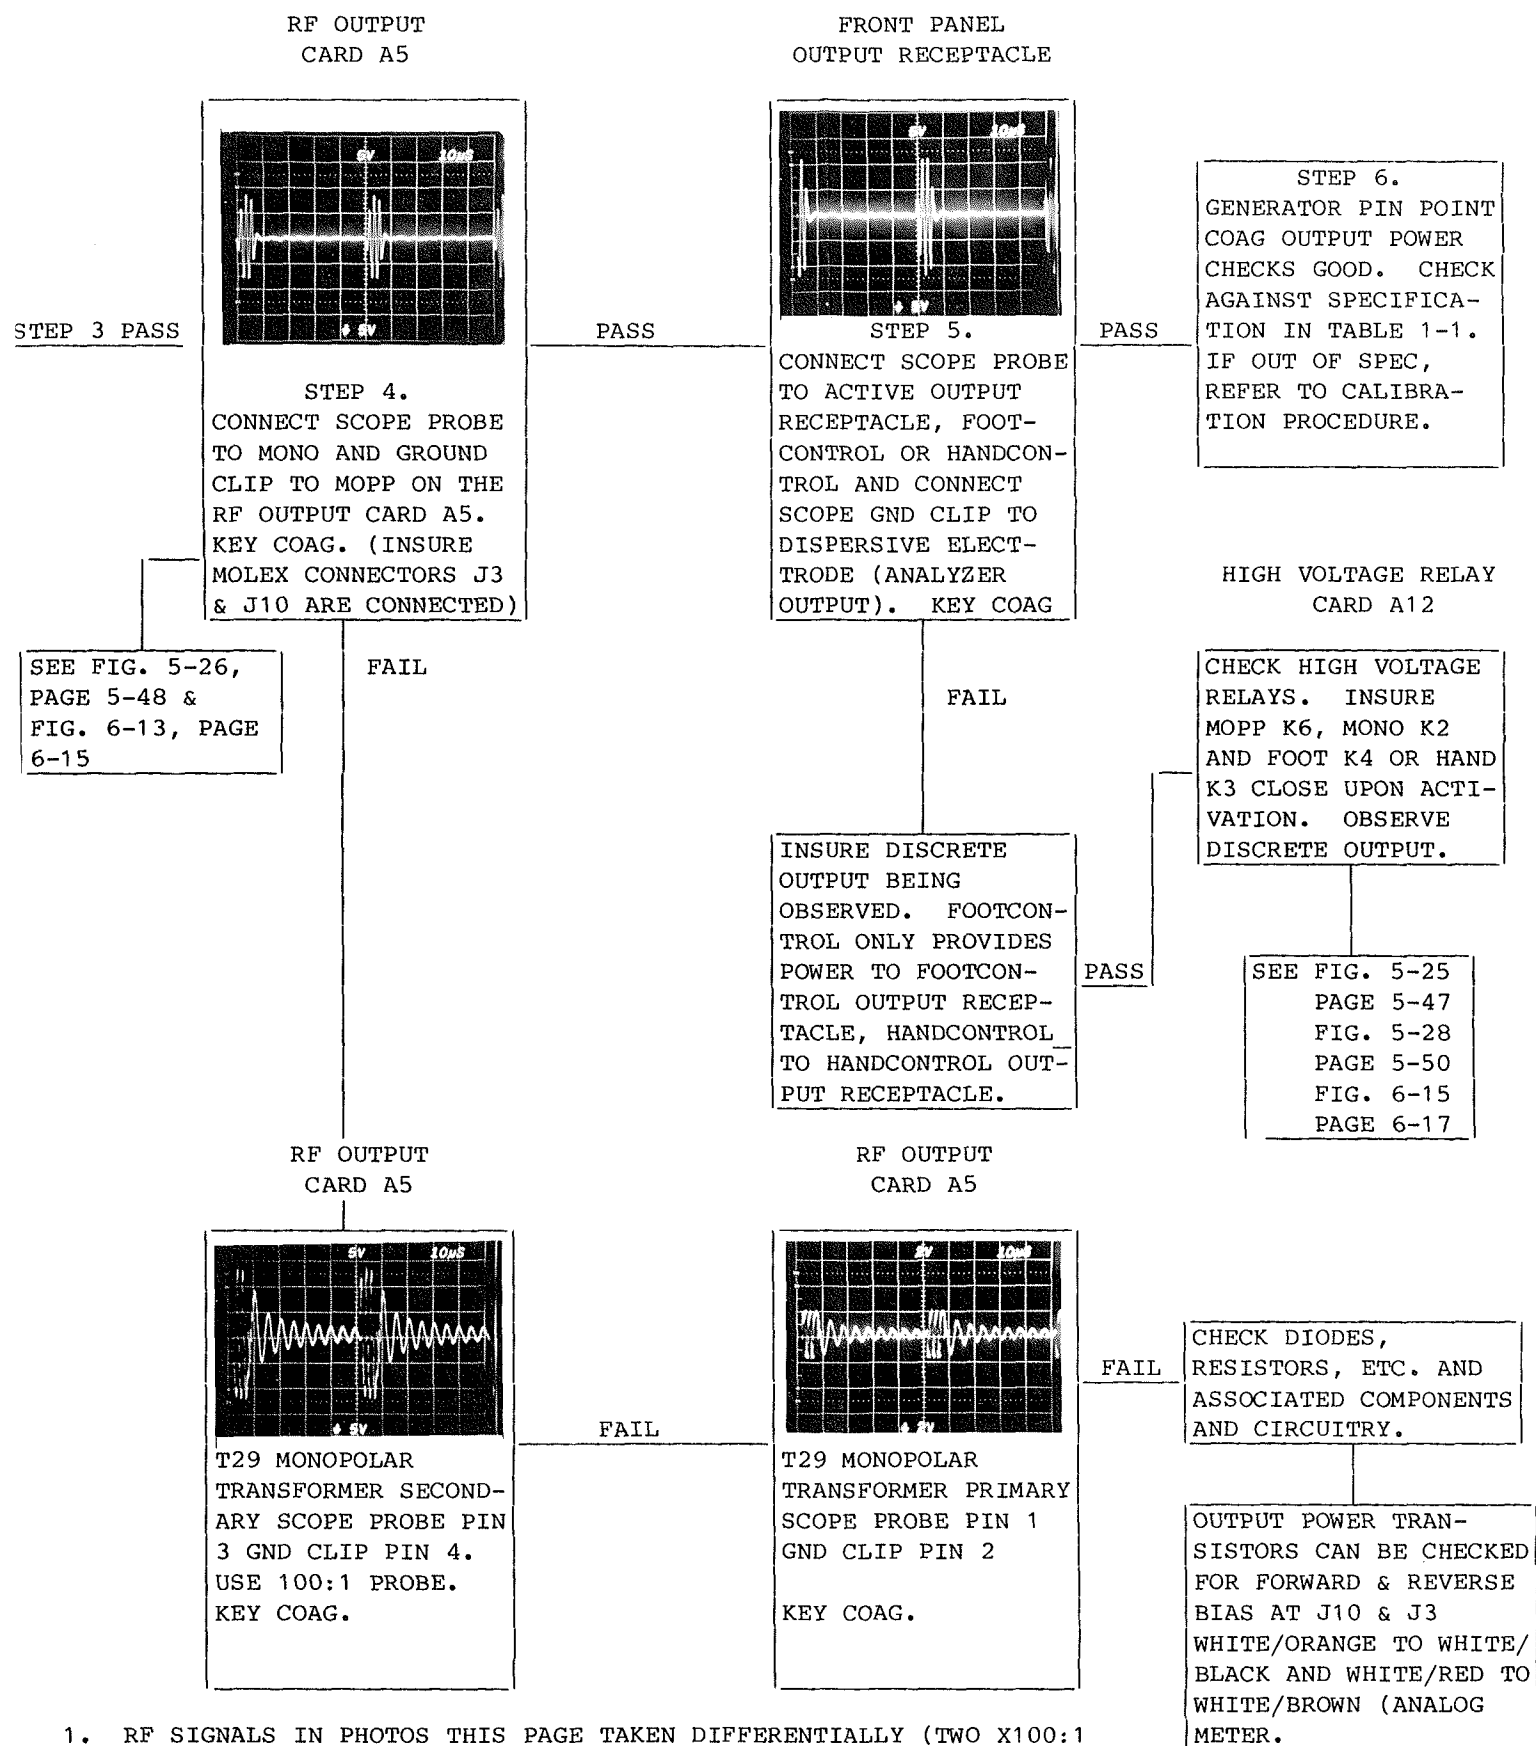 RF OUTPUT
CARD A5
FRONT PANEL
OUTPUT RECEPTACLE
5V 10µS
5V
5V 10µS
5V
STEP 3 PASS
STEP 4.
CONNECT SCOPE PROBE
TO MONO AND GROUND
CLIP TO MOPP ON THE
RF OUTPUT CARD A5.
KEY COAG. (INSURE
MOLEX CONNECTORS J3
& J10 ARE CONNECTED)
PASS
STEP 5.
CONNECT SCOPE PROBE
TO ACTIVE OUTPUT
RECEPTACLE, FOOT-
CONTROL OR HANDCON-
TROL AND CONNECT
SCOPE GND CLIP TO
DISPERSIVE ELECT-
TRODE (ANALYZER
OUTPUT). KEY COAG
PASS
STEP 6.
GENERATOR PIN POINT
COAG OUTPUT POWER
CHECKS GOOD. CHECK
AGAINST SPECIFICA-
TION IN TABLE 1-1.
IF OUT OF SPEC,
REFER TO CALIBRA-
TION PROCEDURE.
SEE FIG. 5-26,
PAGE 5-48 &
FIG. 6-13, PAGE
6-15
FAIL
FAIL
HIGH VOLTAGE RELAY
CARD A12
CHECK HIGH VOLTAGE
RELAYS. INSURE
MOPP K6, MONO K2
AND FOOT K4 OR HAND
K3 CLOSE UPON ACTI-
VATION. OBSERVE
DISCRETE OUTPUT.
INSURE DISCRETE
OUTPUT BEING
OBSERVED. FOOTCON-
TROL ONLY PROVIDES
POWER TO FOOTCON-
TROL OUTPUT RECEP-
TACLE, HANDCONTROL
TO HANDCONTROL OUT-
PUT RECEPTACLE.
PASS
SEE FIG. 5-25
PAGE 5-47
FIG. 5-28
PAGE 5-50
FIG. 6-15
PAGE 6-17
RF OUTPUT
CARD A5
RF OUTPUT
CARD A5
5V 10µS
5V
T29 MONOPOLAR
TRANSFORMER SECOND-
ARY SCOPE PROBE PIN
3 GND CLIP PIN 4.
USE 100:1 PROBE.
KEY COAG.
FAIL
2V 10µS
2V
T29 MONOPOLAR
TRANSFORMER PRIMARY
SCOPE PROBE PIN 1
GND CLIP PIN 2
KEY COAG.
FAIL
CHECK DIODES,
RESISTORS, ETC. AND
ASSOCIATED COMPONENTS
AND CIRCUITRY.
OUTPUT POWER TRAN-
SISTORS CAN BE CHECKED
FOR FORWARD & REVERSE
BIAS AT J10 & J3
WHITE/ORANGE TO WHITE/
BLACK AND WHITE/RED TO
WHITE/BROWN (ANALOG
METER.
1. RF SIGNALS IN PHOTOS THIS PAGE TAKEN DIFFERENTIALLY (TWO X100:1